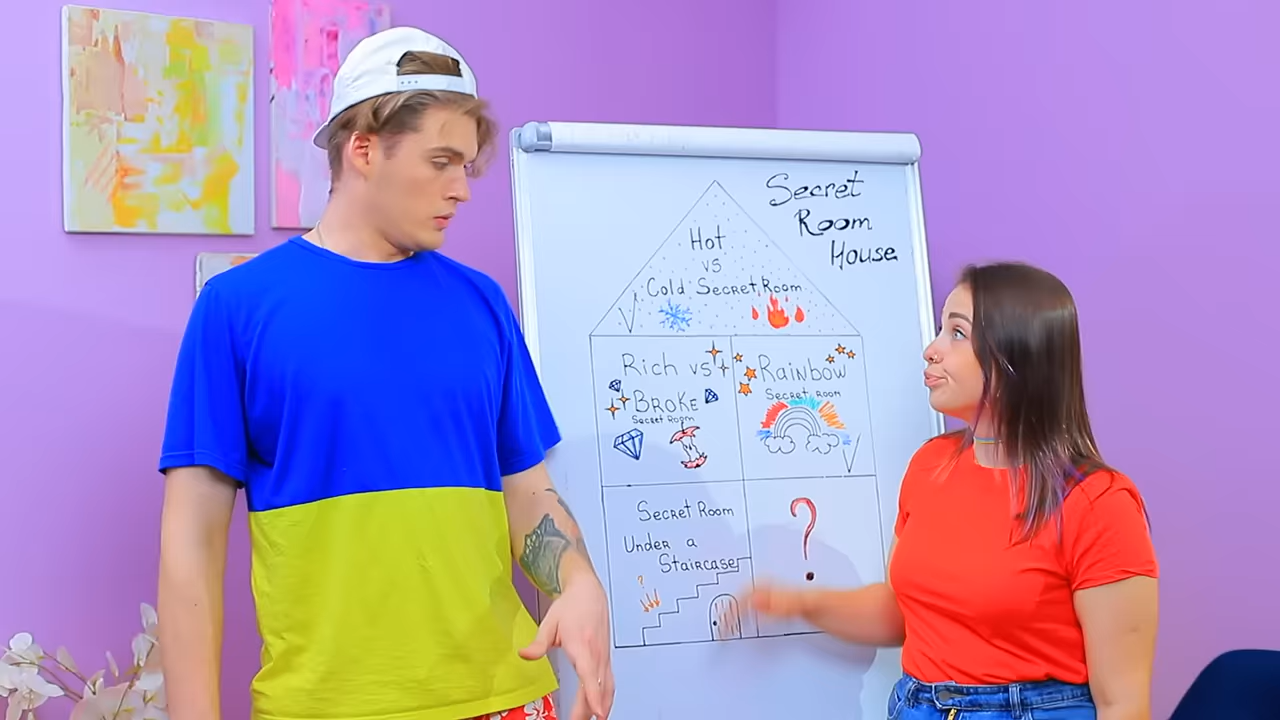 Secret
Room
House
Hot
vs
Cold Secret Room
Rich vs
Broke
Secret Room
Rainbow
Secret room
Secret Room
Under a
Staircase
?
?